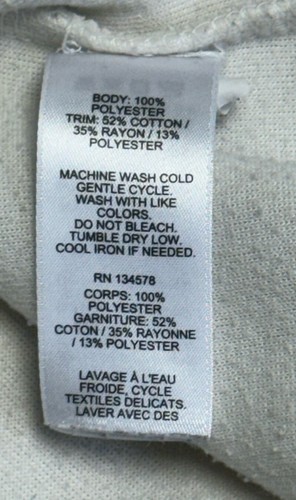 BODY: 100%
POLYESTER
TRIM: 52% COTTON /
35% RAYON / 13%
POLYESTER
MACHINE WASH COLD
GENTLE CYCLE.
WASH WITH LIKE
COLORS.
DO NOT BLEACH.
TUMBLE DRY LOW.
COOL IRON IF NEEDED.
RN 134578
CORPS: 100%
POLYESTER
GARNITURE: 52%
COTON / 35% RAYONNE
/ 13% POLYESTER
LAVAGE À L'EAU
FROIDE, CYCLE
TEXTILES DELICATS.
LAVER AVEC DES